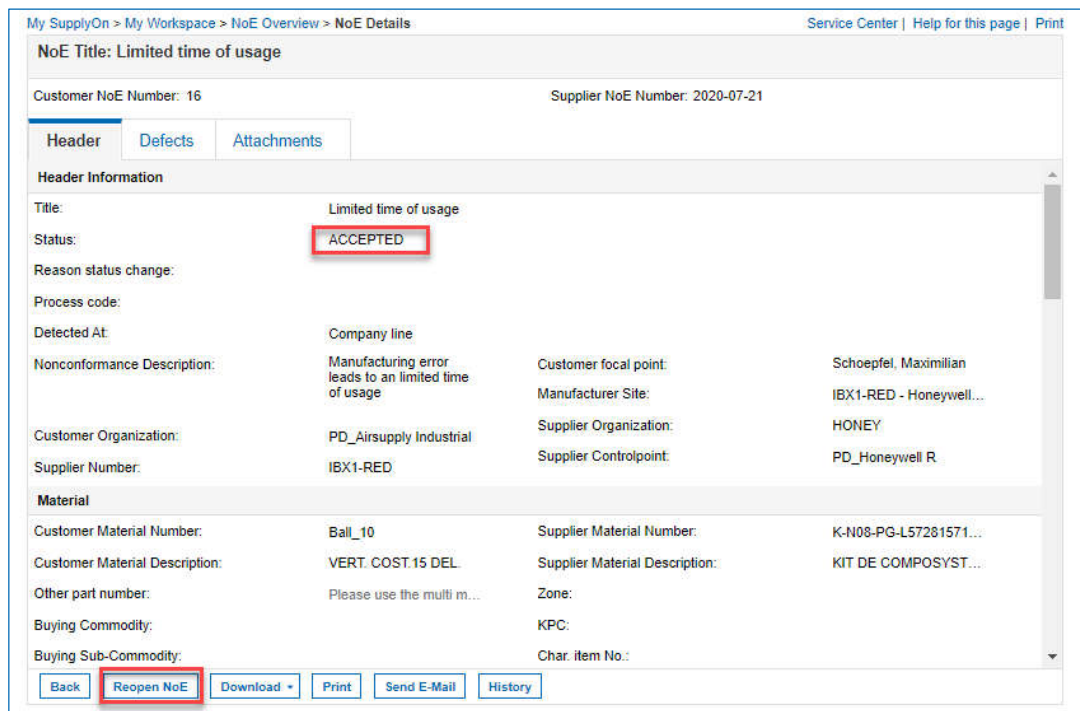 My SupplyOn > My Workspace > NoE Overview > NoE Details
Service Center | Help for this page | Print
NoE Title: Limited time of usage
Customer NoE Number: 16
Supplier NoE Number: 2020-07-21
Header
Defects
Attachments
Header Information
Title: Limited time of usage
Status: ACCEPTED
Reason status change:
Process code:
Detected At: Company line
Nonconformance Description: Manufacturing error
leads to an limited time
of usage
Customer focal point: Schoepfel, Maximilian
Manufacturer Site: IBX1-RED - Honeywell...
Customer Organization: PD_Airsupply Industrial
Supplier Organization: HONEY
Supplier Number: IBX1-RED
Supplier Controlpoint: PD_Honeywell R
Material
Customer Material Number: Ball_10
Supplier Material Number: K-N08-PG-L57281571...
Customer Material Description: VERT. COST.15 DEL.
Supplier Material Description: KIT DE COMPOSYST...
Other part number: Please use the multi m...
Zone:
Buying Commodity:
KPC:
Buying Sub-Commodity:
Char. item No.:
Back
Reopen NoE
Download
Print
Send E-Mail
History